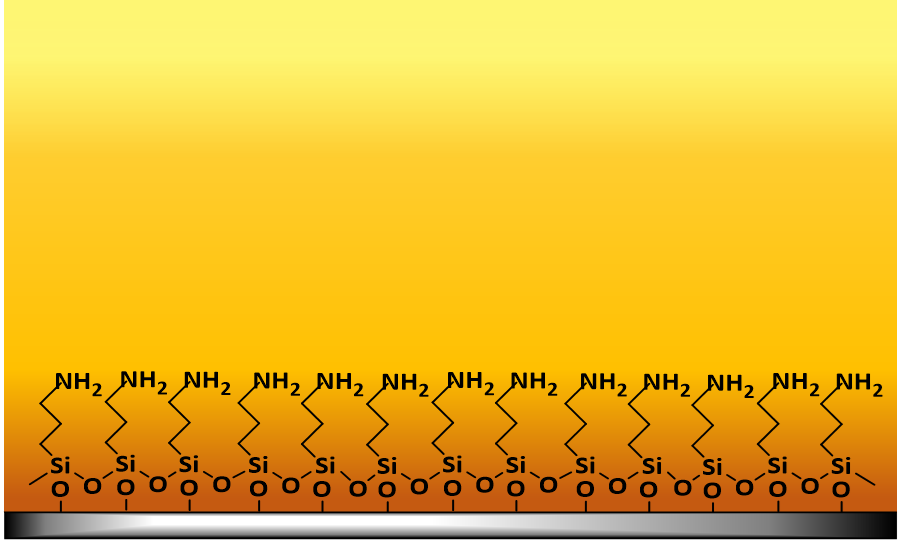 NH2 NH2 NH2 NH2 NH2 NH2 NH2 NH2 NH2 NH2 NH2 NH2 NH2
Si Si Si Si Si Si Si Si Si Si Si Si Si
O O O O O O O O O O O O O O O O O O O O O O O O O